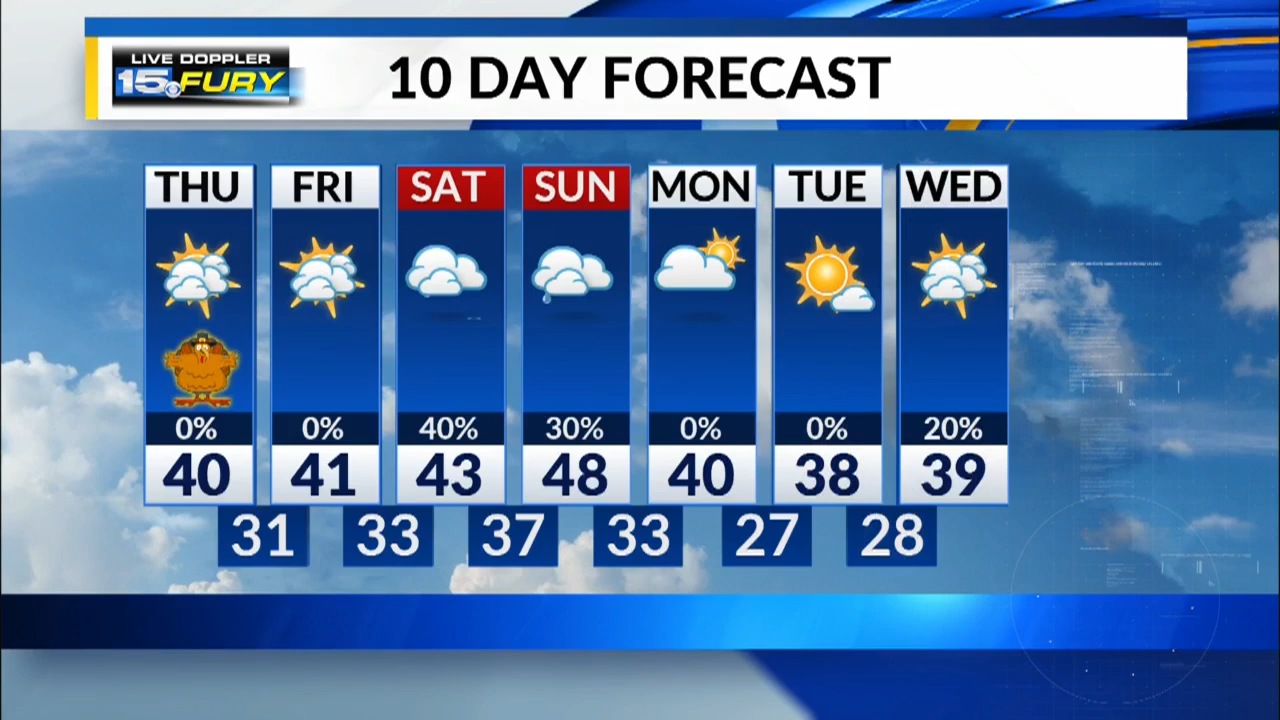 LIVE DOPPLER
15 FURY
10 DAY FORECAST
THU FRI SAT SUN MON TUE WED
0% 0% 40% 30% 0% 0% 20%
40 41 43 48 40 38 39
31 33 37 33 27 28